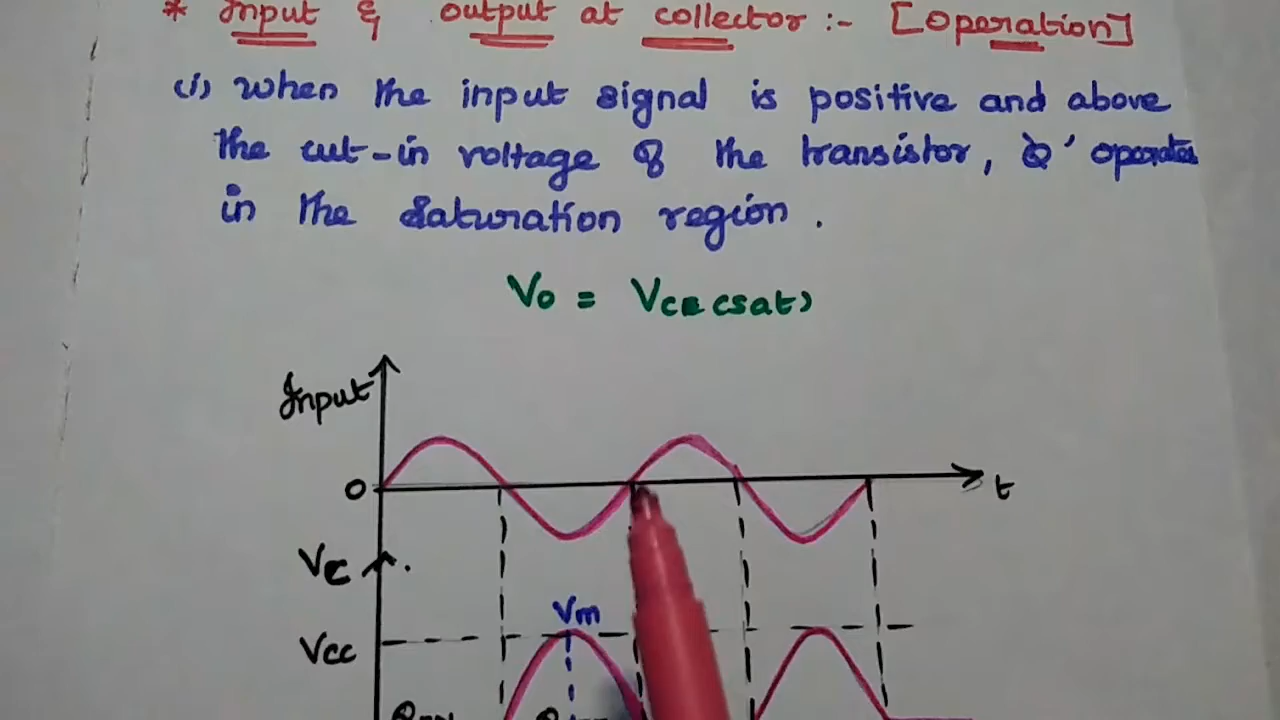 * Input & output at collector :- [operation]
(i) when the input signal is positive and above
the cut-in voltage of the transistor, Q' operates
in the saturation region .
Vo = VCE (sat)
Input
0
t
VC
Vm
VCC